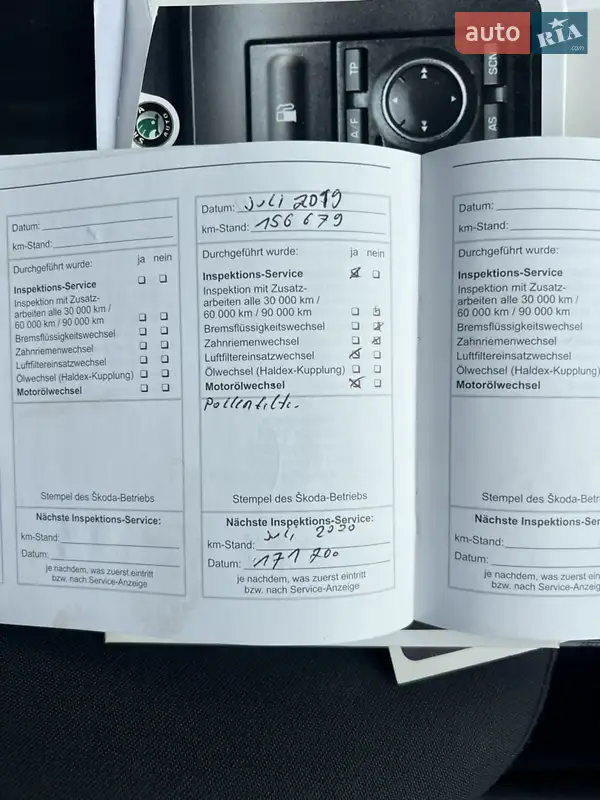 auto RIA .com
TP
SCN
A/F
AS
AUTO
Datum:
km-Stand:
Durchgeführt wurde: ja nein
Inspektions-Service
Inspektion mit Zusatz-
arbeiten alle 30 000 km /
60 000 km / 90 000 km
Bremsflüssigkeitswechsel
Zahnriemenwechsel
Luftfiltereinsatzwechsel
Ölwechsel (Haldex-Kupplung)
Motorölwechsel
Stempel des Škoda-Betriebs
Nächste Inspektions-Service:
km-Stand:
Datum:
je nachdem, was zuerst eintritt
bzw. nach Service-Anzeige
Datum: juli 2019
km-Stand: 156 679
Durchgeführt wurde: ja nein
Inspektions-Service
Inspektion mit Zusatz-
arbeiten alle 30 000 km /
60 000 km / 90 000 km
Bremsflüssigkeitswechsel
Zahnriemenwechsel
Luftfiltereinsatzwechsel
Ölwechsel (Haldex-Kupplung)
Motorölwechsel
Pollenfilte.
Stempel des Škoda-Betriebs
Nächste Inspektions-Service:
km-Stand: juli 2020
Datum: 171 700
je nachdem, was zuerst eintritt
bzw. nach Service-Anzeige
Datum:
km-Stand:
Durchgeführt wurde:
Inspektions-Service
Inspektion mit Zusatz-
arbeiten alle 30 000 km /
60 000 km / 90 000 km
Bremsflüssigkeitswechsel
Zahnriemenwechsel
Luftfiltereinsatzwechsel
Ölwechsel (Haldex-Kupplung)
Motorölwechsel
Stempel des Škoda-
Nächste Inspektions-Ser
km-Stand:
Datum:
je nachdem, was zuerst ein
bzw. nach Service-Anzeige